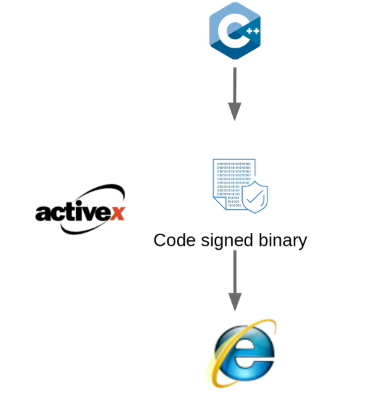 C++
activex
Code signed binary
e